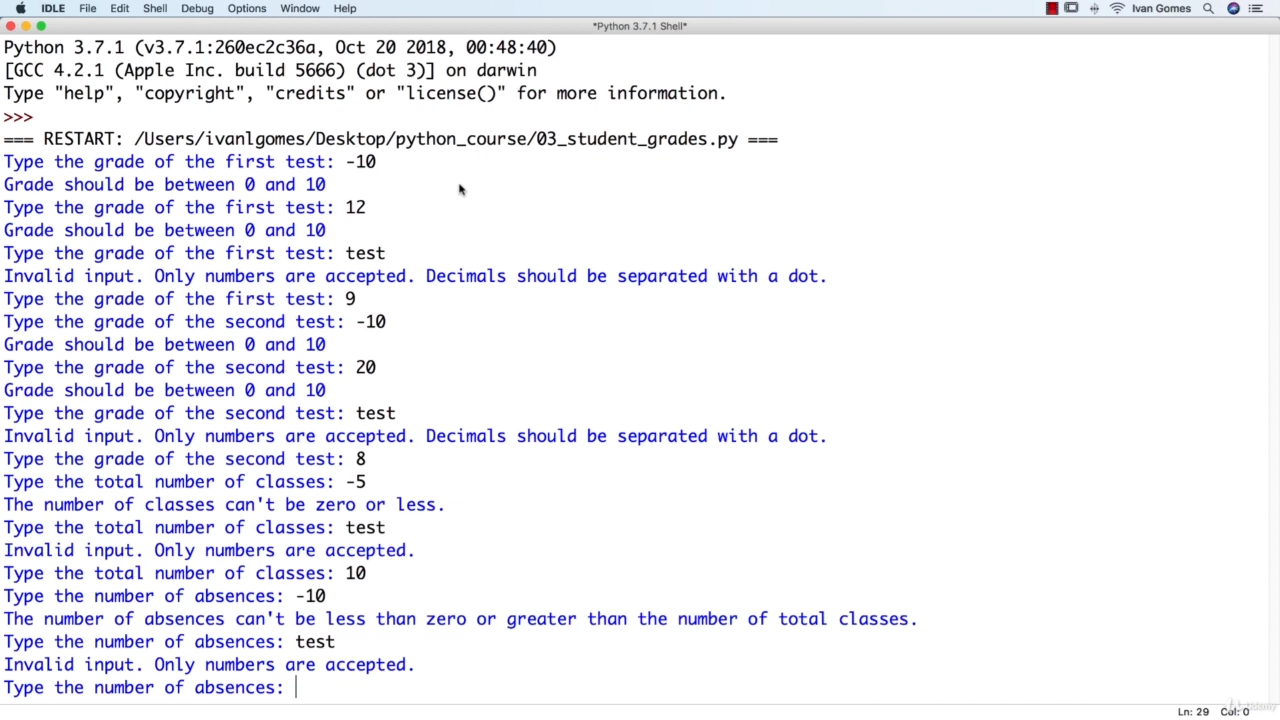 IDLE File Edit Shell Debug Options Window Help Ivan Gomes
*Python 3.7.1 Shell*
Python 3.7.1 (v3.7.1:260ec2c36a, Oct 20 2018, 00:48:40)
[GCC 4.2.1 (Apple Inc. build 5666) (dot 3)] on darwin
Type "help", "copyright", "credits" or "license()" for more information.
>>>
=== RESTART: /Users/ivanlgomes/Desktop/python_course/03_student_grades.py ===
Type the grade of the first test: -10
Grade should be between 0 and 10
Type the grade of the first test: 12
Grade should be between 0 and 10
Type the grade of the first test: test
Invalid input. Only numbers are accepted. Decimals should be separated with a dot.
Type the grade of the first test: 9
Type the grade of the second test: -10
Grade should be between 0 and 10
Type the grade of the second test: 20
Grade should be between 0 and 10
Type the grade of the second test: test
Invalid input. Only numbers are accepted. Decimals should be separated with a dot.
Type the grade of the second test: 8
Type the total number of classes: -5
The number of classes can't be zero or less.
Type the total number of classes: test
Invalid input. Only numbers are accepted.
Type the total number of classes: 10
Type the number of absences: -10
The number of absences can't be less than zero or greater than the number of total classes.
Type the number of absences: test
Invalid input. Only numbers are accepted.
Type the number of absences:
Ln: 29 Col: 0
Udemy